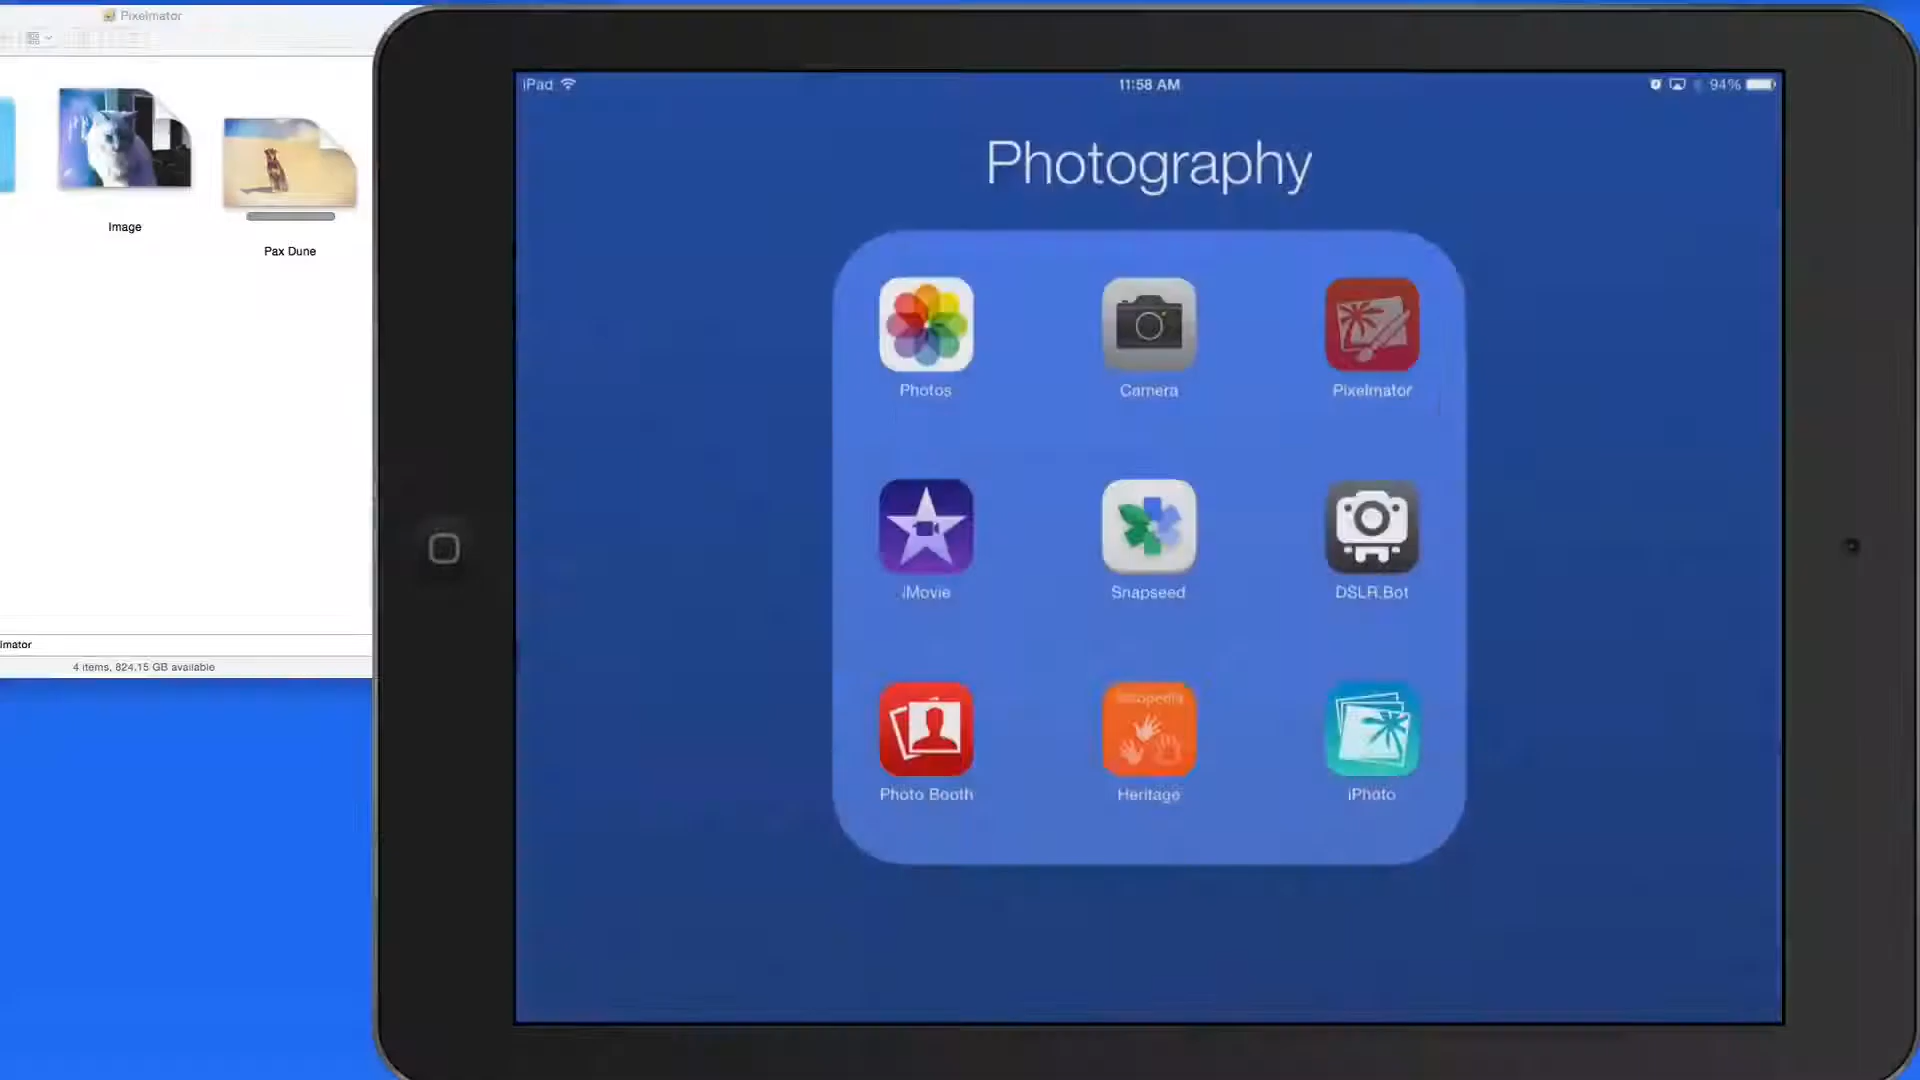 Pixelmator
Image
Pax Dune
lmator
4 items, 824.15 GB available
iPad
11:58 AM
94%
Photography
Photos
Camera
Pixelmator
iMovie
Snapseed
DSLR.Bot
Photo Booth
Heritage
iPhoto